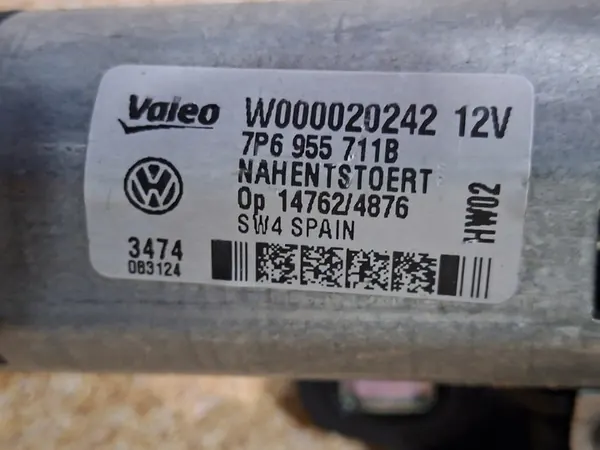 Valeo W000020242 12V
7P6 955 711B
NAHENTSTOERT
Op 14762/4876
SW4 SPAIN
HW02
3474
083124